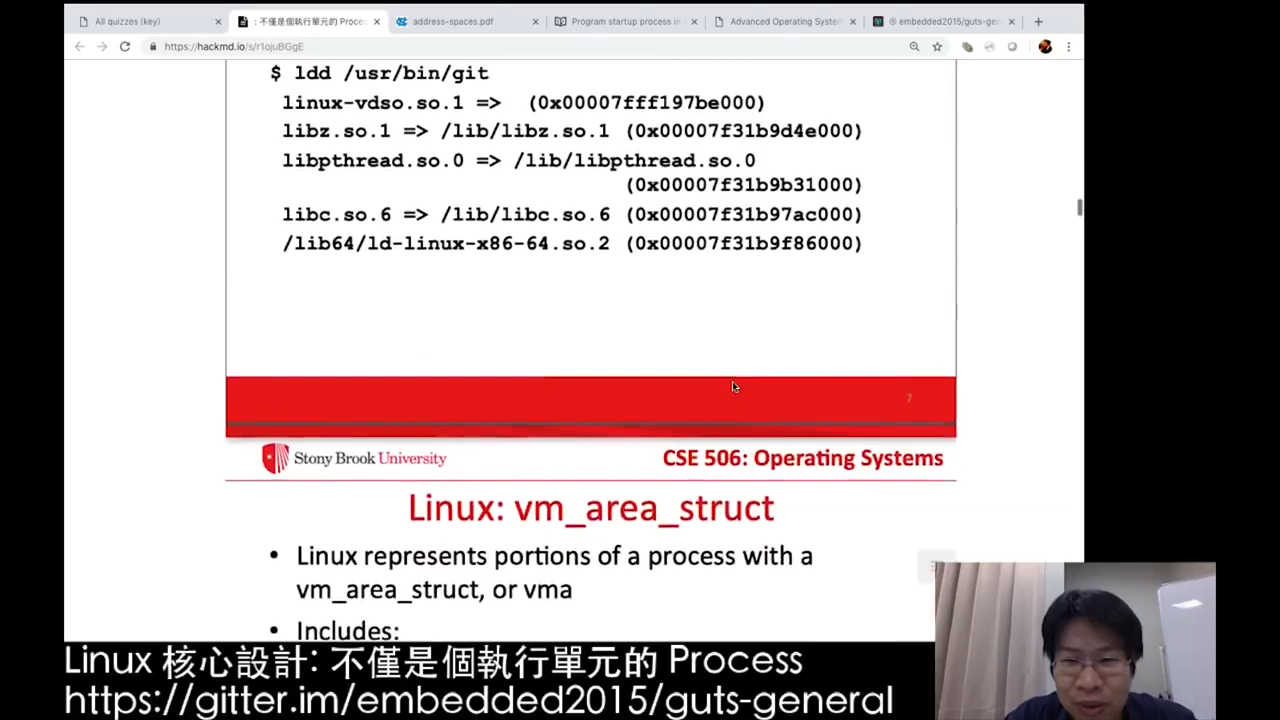 All quizzes (key)
: 不僅是個執行單元的 Proces
address-spaces.pdf
Program startup process in
Advanced Operating System
embedded2015/guts-gen
https://hackmd.io/s/r1ojuBGgE
$ ldd /usr/bin/git
linux-vdso.so.1 => (0x00007fff197be000)
libz.so.1 => /lib/libz.so.1 (0x00007f31b9d4e000)
libpthread.so.0 => /lib/libpthread.so.0
(0x00007f31b9b31000)
libc.so.6 => /lib/libc.so.6 (0x00007f31b97ac000)
/lib64/ld-linux-x86-64.so.2 (0x00007f31b9f86000)
7
Stony Brook University
CSE 506: Operating Systems
Linux: vm_area_struct
• Linux represents portions of a process with a
vm_area_struct, or vma
• Includes:
Linux 核心設計: 不僅是個執行單元的 Process
https://gitter.im/embedded2015/guts-general